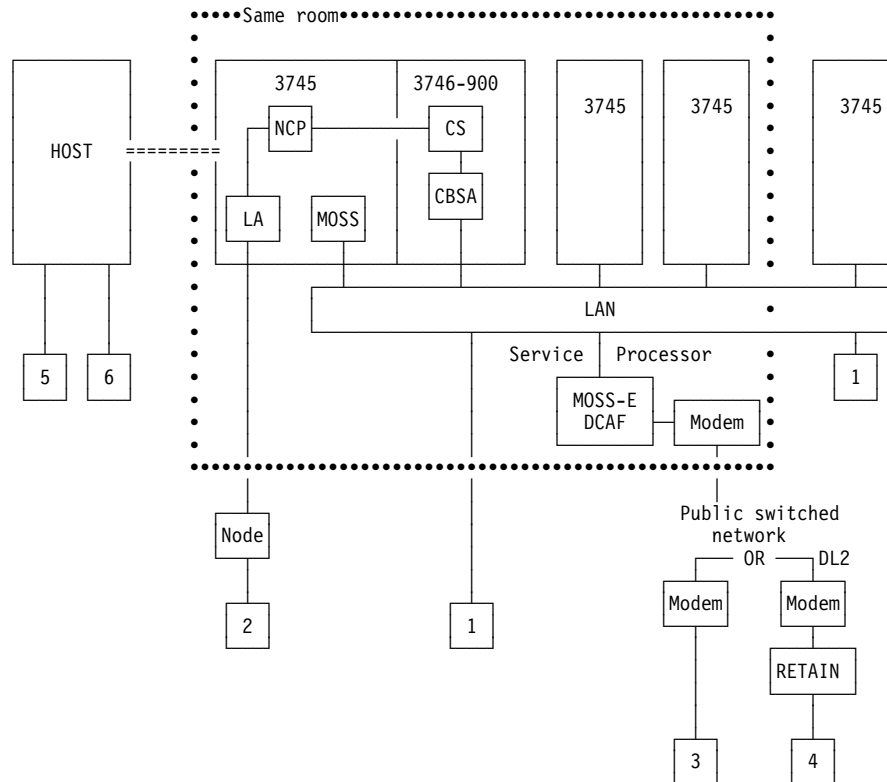 Same room
3745 3746-900
3745 3745 3745
NCP CS
HOST
LA MOSS CBSA
LAN
Service Processor
5 6 1
MOSS-E
DCAF Modem
Node
Public switched
network
OR DL2
Modem Modem
2 1
RETAIN
3 4